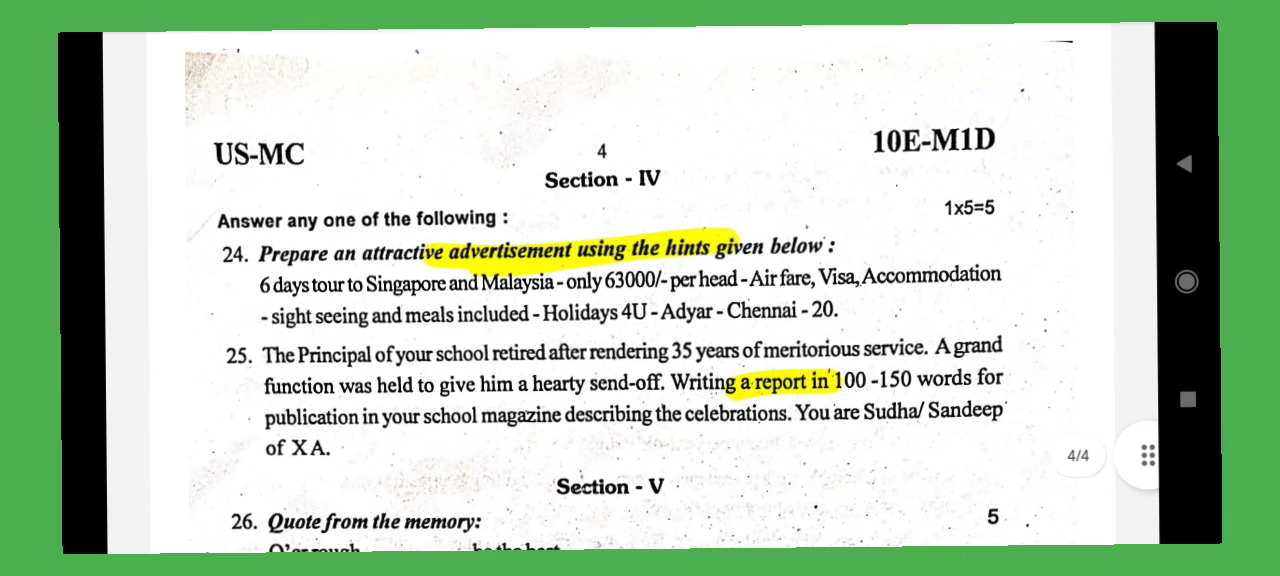 US-MC
4
10E-M1D
Section - IV
Answer any one of the following :
1x5=5
24. Prepare an attractive advertisement using the hints given below :
6 days tour to Singapore and Malaysia - only 63000/- per head - Air fare, Visa, Accommodation
- sight seeing and meals included - Holidays 4U - Adyar - Chennai - 20.
25. The Principal of your school retired after rendering 35 years of meritorious service. A grand
function was held to give him a hearty send-off. Writing a report in 100 -150 words for
publication in your school magazine describing the celebrations. You are Sudha/ Sandeep
of X A.
4/4
Section - V
26. Quote from the memory:
5